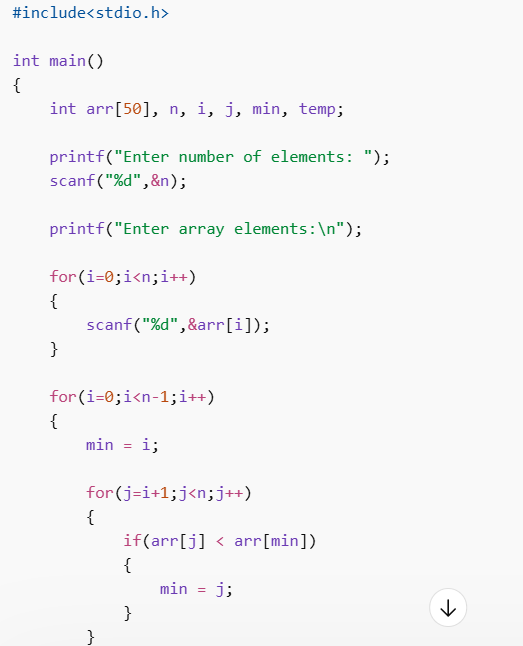 #include<stdio.h>
int main()
{
    int arr[50], n, i, j, min, temp;
    printf("Enter number of elements: ");
    scanf("%d",&n);
    printf("Enter array elements:\n");
    for(i=0;i<n;i++)
    {
        scanf("%d",&arr[i]);
    }
    for(i=0;i<n-1;i++)
    {
        min = i;
        for(j=i+1;j<n;j++)
        {
            if(arr[j] < arr[min])
            {
                min = j;
            }
        }